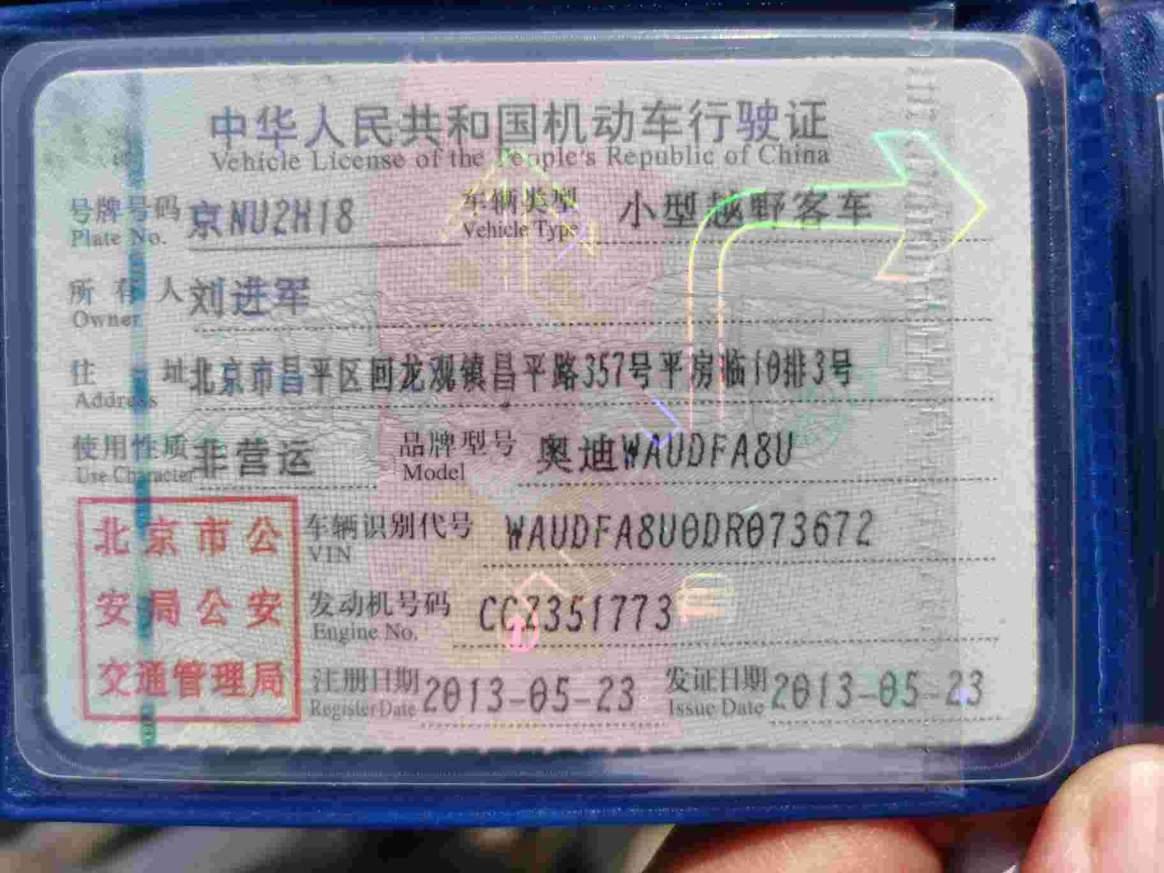 中华人民共和国机动车行驶证
Vehicle License of the People's Republic of China
号牌号码 京NU2H18 车辆类型 小型越野客车
Plate No. Vehicle Type
所有人 刘进军
Owner
住址 北京市昌平区回龙观镇昌平路357号平房临10排3号
Address
使用性质 非营运 品牌型号 奥迪WAUDFA8U
Use Character Model
北京市公
安局公安
交通管理局
车辆识别代号 WAUDFA8U0DR073672
VIN
发动机号码 CCZ351773
Engine No.
注册日期 2013-05-23 发证日期 2013-05-23
Register Date Issue Date